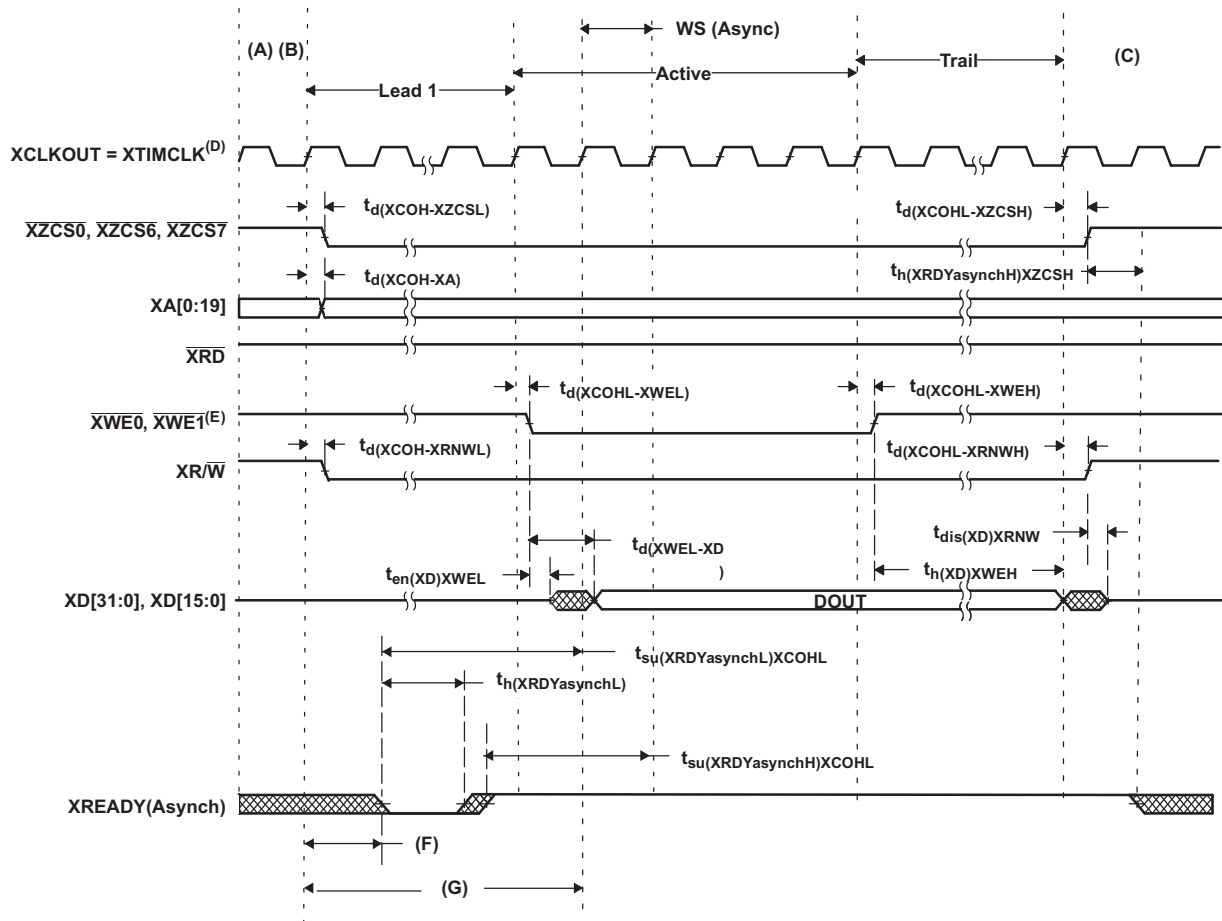 WS (Async)
(A) (B)
Trail
(C)
Active
Lead 1
XCLKOUT = XTIMCLK(D)
td(XCOH-XZCSL)
td(XCOHL-XZCSH)
XZCS0, XZCS6, XZCS7
td(XCOH-XA)
th(XRDYasynchH)XZCSH
XA[0:19]
XRD
td(XCOHL-XWEL)
td(XCOHL-XWEH)
XWE0, XWE1(E)
td(XCOH-XRNWL)
td(XCOHL-XRNWH)
XR/W
tdis(XD)XRNW
td(XWEL-XD
)
ten(XD)XWEL
th(XD)XWEH
XD[31:0], XD[15:0]
DOUT
tsu(XRDYasynchL)XCOHL
th(XRDYasynchL)
tsu(XRDYasynchH)XCOHL
XREADY(Asynch)
(F)
(G)